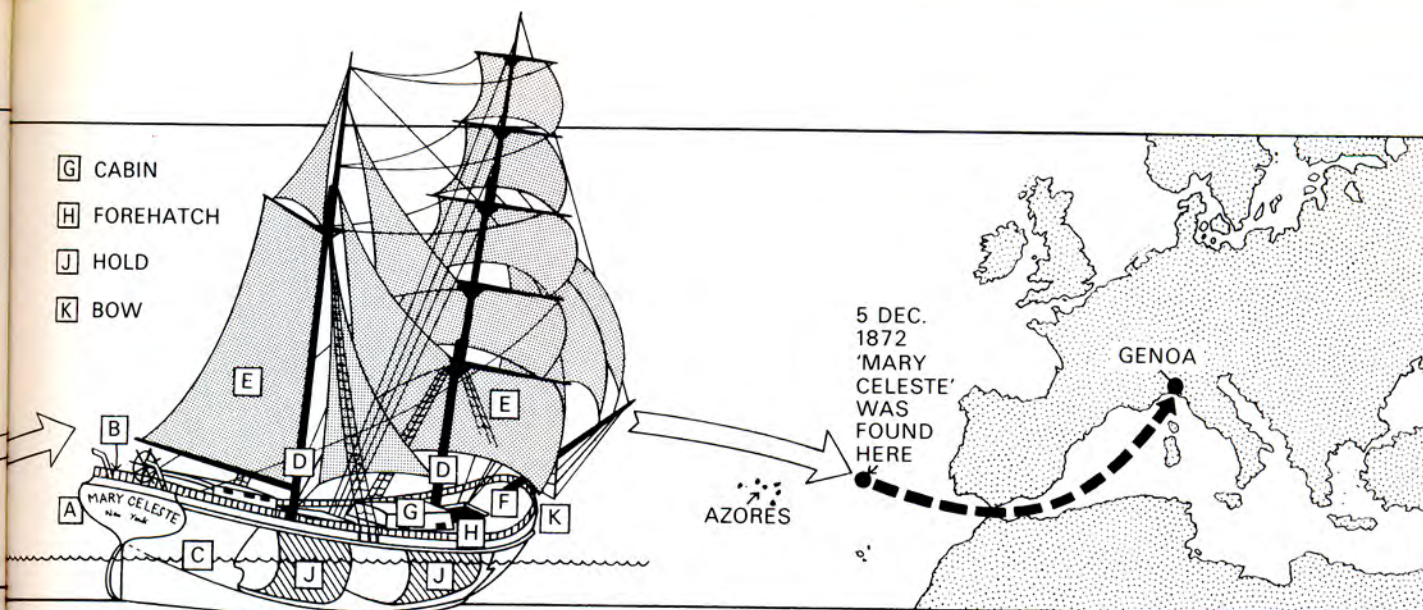 G CABIN
H FOREHATCH
J HOLD
K BOW
E
E
B
D
D
A
MARY CELESTE
New York
G
F
K
H
C
J
J
5 DEC.
1872
'MARY
CELESTE'
WAS
FOUND
HERE
GENOA
AZORES